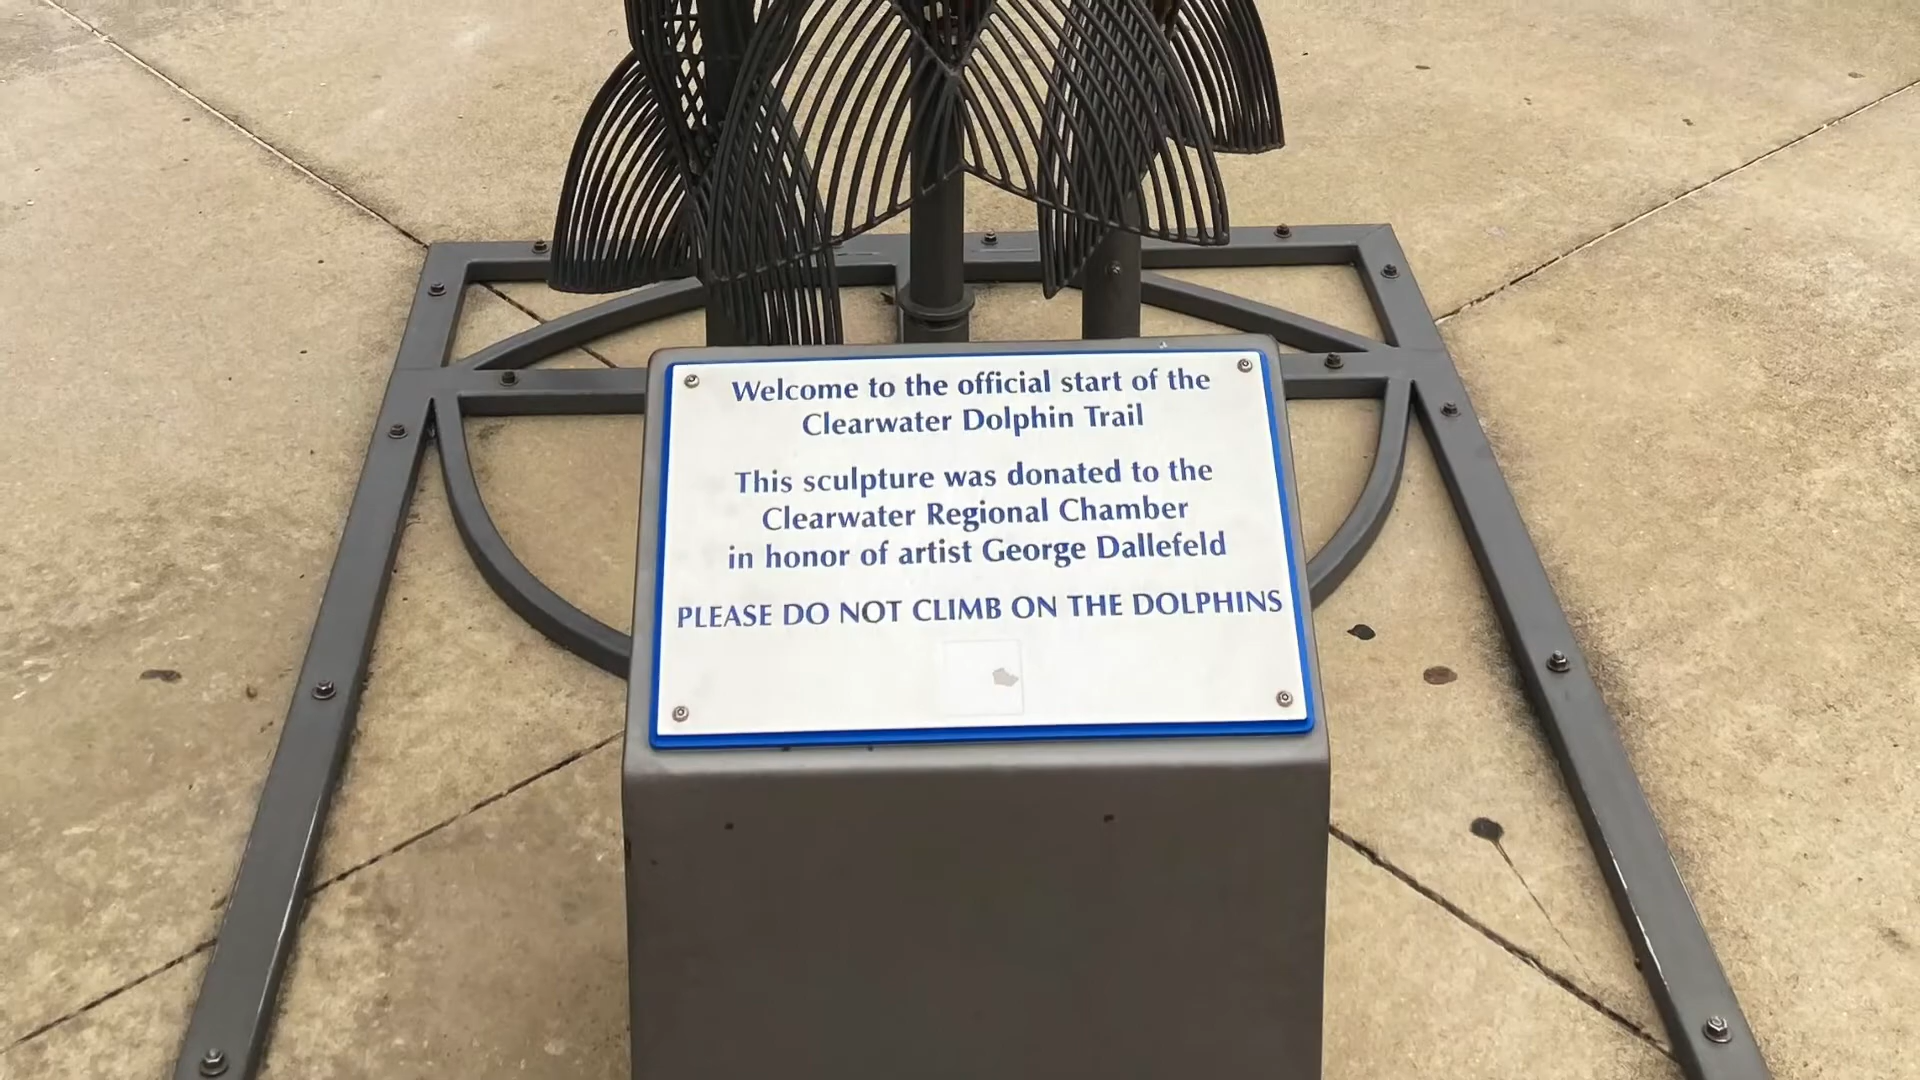 Welcome to the official start of the
Clearwater Dolphin Trail
This sculpture was donated to the
Clearwater Regional Chamber
in honor of artist George Dallefeld
PLEASE DO NOT CLIMB ON THE DOLPHINS